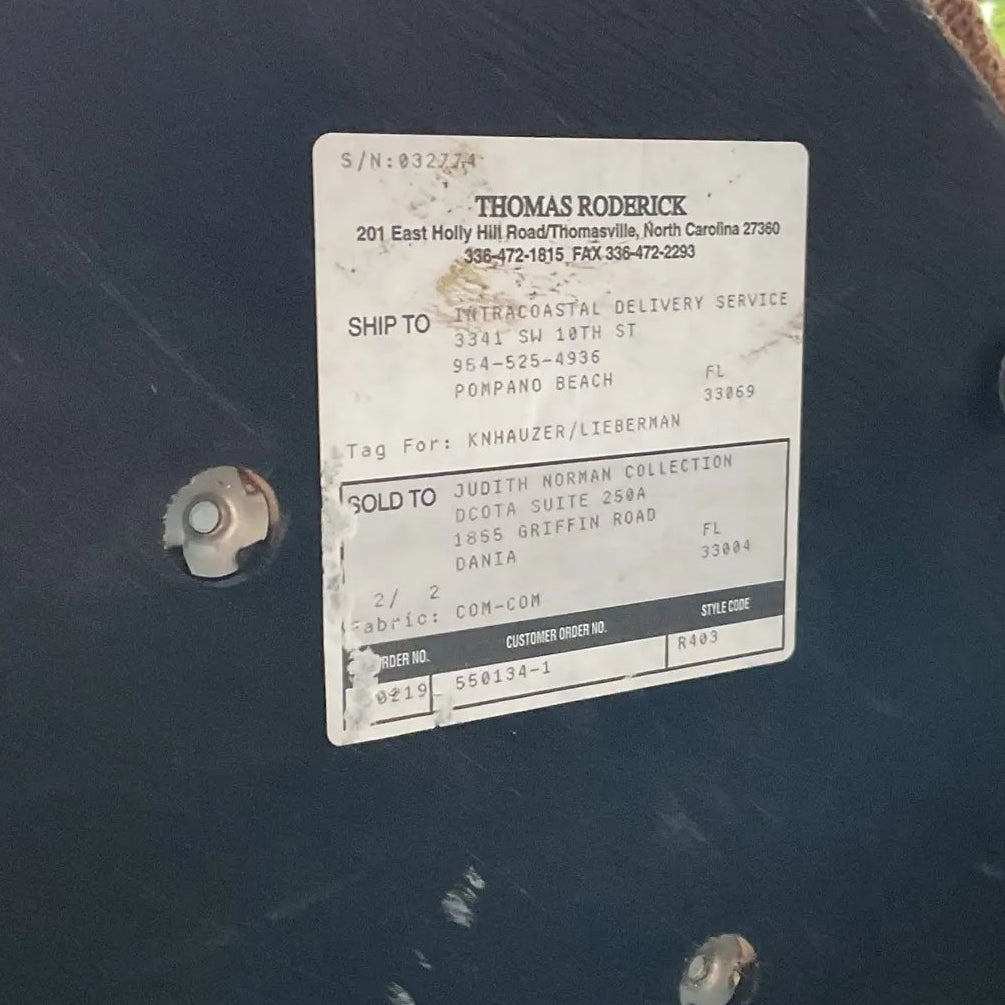 S/N:032774
THOMAS RODERICK
201 East Holly Hill Road/Thomasville, North Carolina 27360
336-472-1815 FAX 336-472-2293
SHIP TO
INTRACOASTAL DELIVERY SERVICE
3341 SW 10TH ST
954-525-4936
POMPANO BEACH FL
33069
Tag For: KNHAUZER/LIEBERMAN
SOLD TO
JUDITH NORMAN COLLECTION
DCOTA SUITE 250A
1855 GRIFFIN ROAD
DANIA FL
33004
2/ 2
Fabric: COM-COM
ORDER NO. CUSTOMER ORDER NO. STYLE CODE
550134-1 R403